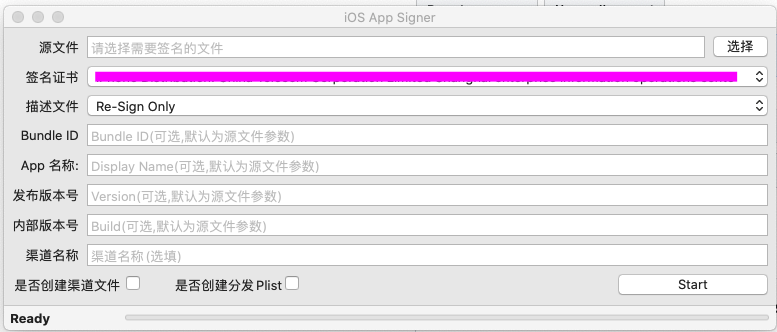 iOS App Signer
源文件 请选择需要签名的文件 选择
签名证书
描述文件 Re-Sign Only
Bundle ID Bundle ID(可选,默认为源文件参数)
App 名称: Display Name(可选,默认为源文件参数)
发布版本号 Version(可选,默认为源文件参数)
内部版本号 Build(可选,默认为源文件参数)
渠道名称 渠道名称(选填)
是否创建渠道文件 是否创建分发Plist Start
Ready